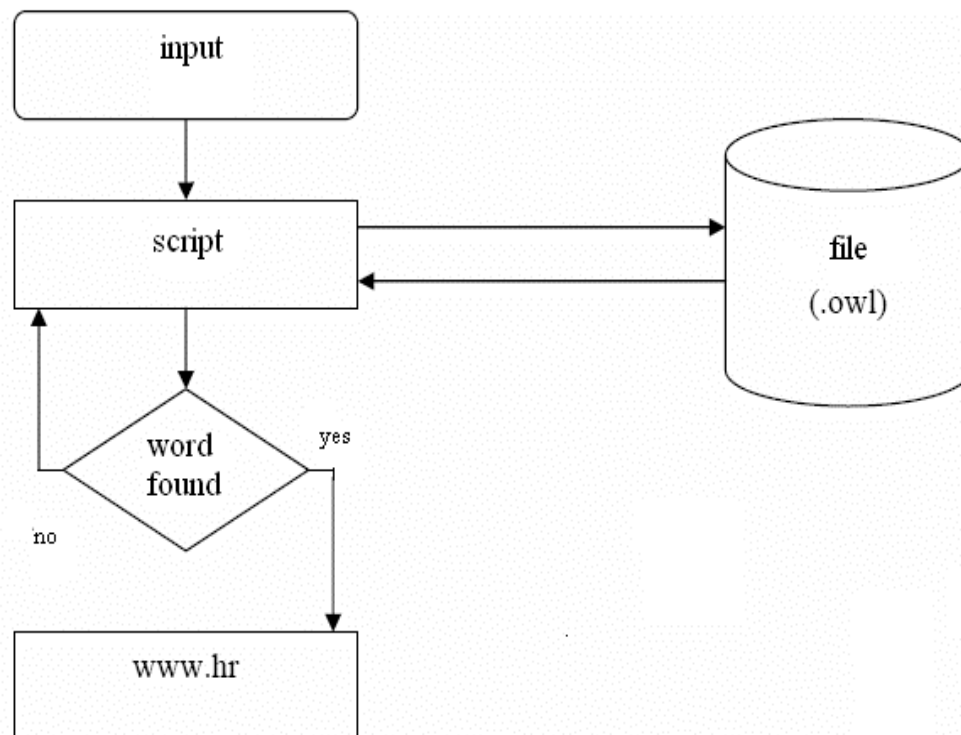 input
script
file
(.owl)
word
found
yes
no
www.hr